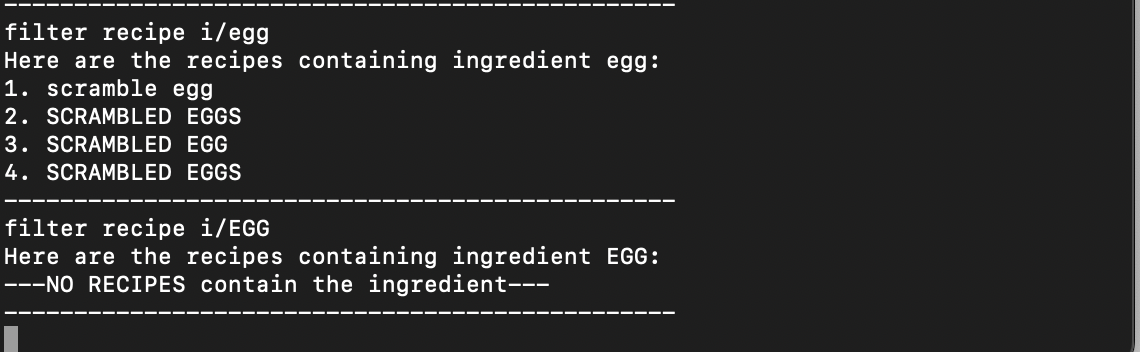 ------------------------------------------------
filter recipe i/egg
Here are the recipes containing ingredient egg:
1. scramble egg
2. SCRAMBLED EGGS
3. SCRAMBLED EGG
4. SCRAMBLED EGGS
------------------------------------------------
filter recipe i/EGG
Here are the recipes containing ingredient EGG:
---NO RECIPES contain the ingredient---
------------------------------------------------